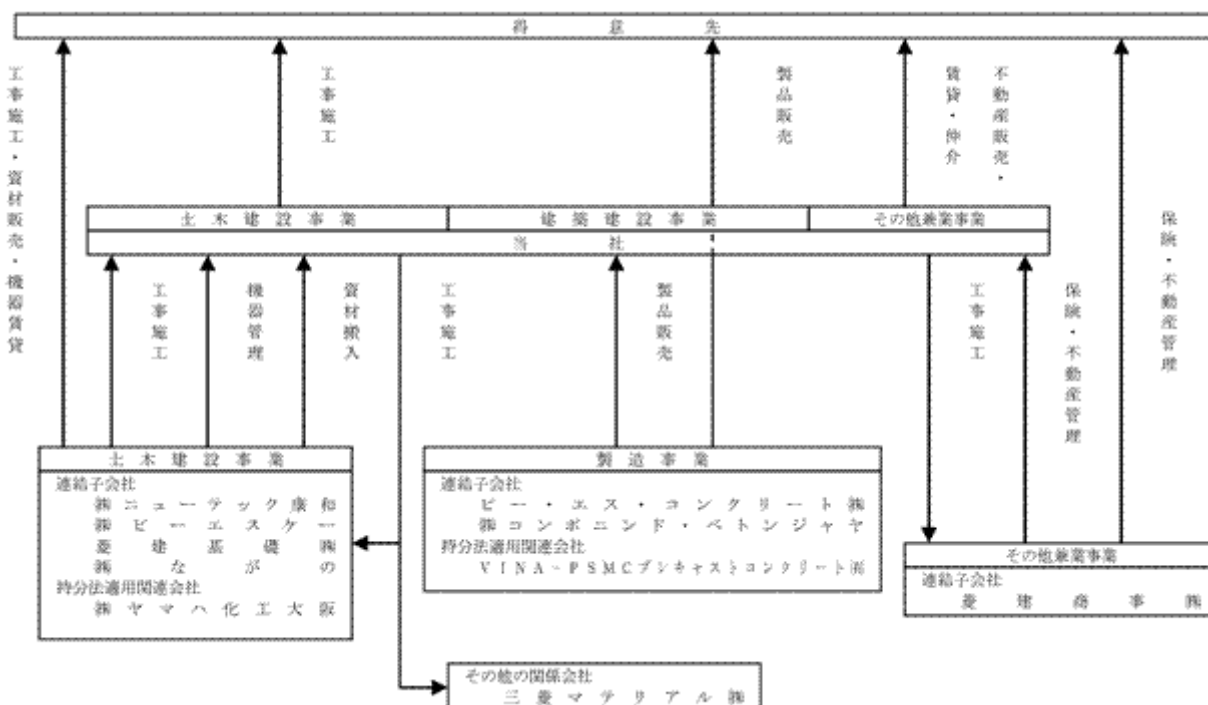 得意先
工事施工・資材販売・機器賃貸
工事施工
製品販売
不動産販売・
賃貸・仲介
保険・不動産管理
土木建設事業
建築建設事業
その他兼業事業
当社
工事施工
機器管理
資材搬入
工事施工
製品販売
工事施工
保険・不動産管理
土木建設事業
連結子会社
㈱ニューテック康和
㈱ピーエスケー
菱建基礎㈱
㈱ながの
持分法適用関連会社
㈱ヤマハ化工大阪
製造事業
連結子会社
ピー・エス・コンクリート㈱
㈱コンポニンド・ベトンジャヤ
持分法適用関連会社
VINA-PSMCプレキャストコンクリート㈲
その他兼業事業
連結子会社
菱建商事㈱
その他の関係会社
三菱マテリアル㈱